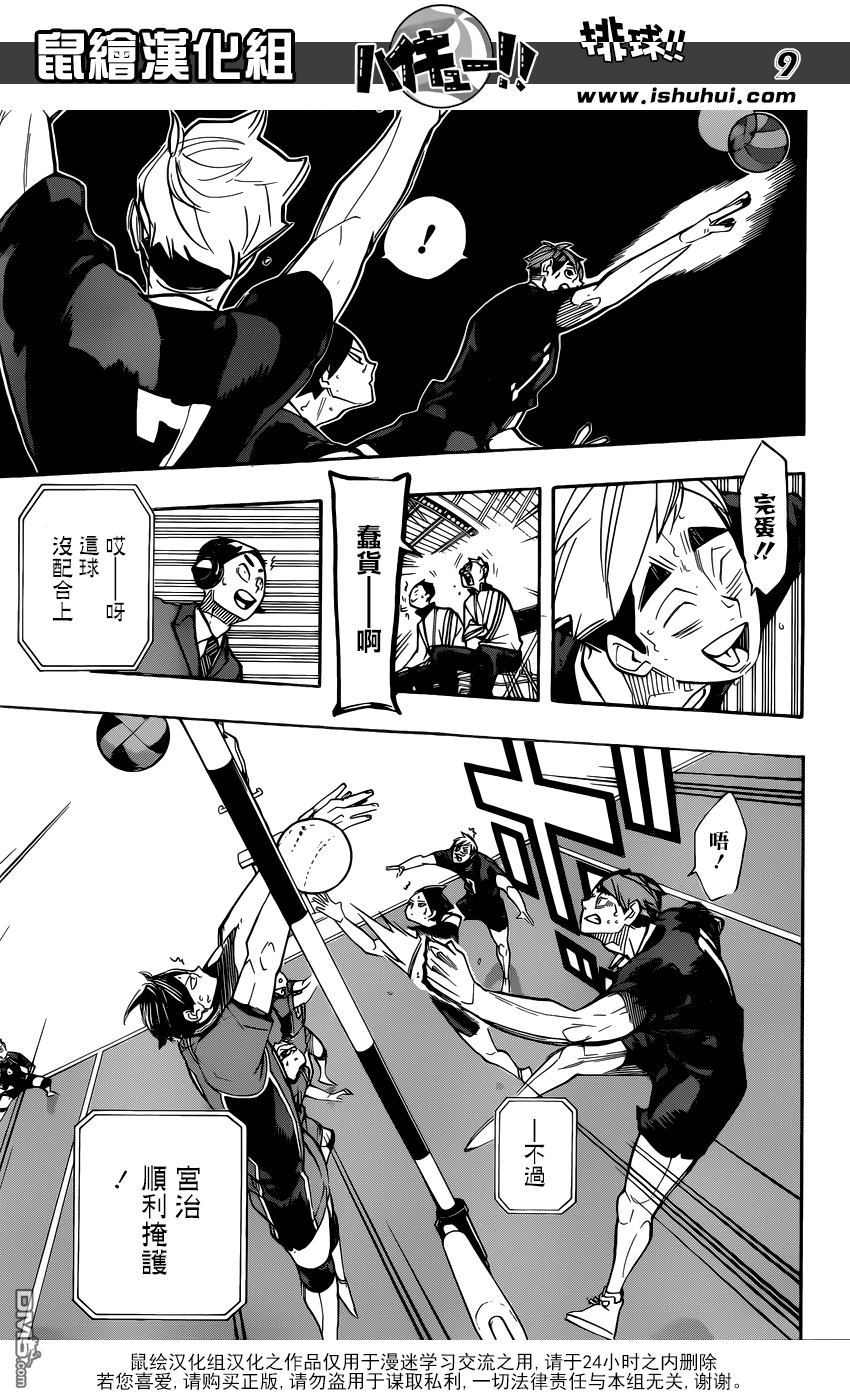 鼠繪漢化組
ハイキュー!!
排球!!
9
www.ishuhui.com
!
完蛋!!
蠢貨——啊
哎——呀
這球
沒配合上
唔!
—不過
宮治
順利掩護
!
DM5.com
鼠绘汉化组汉化之作品仅用于漫迷学习交流之用, 请于24小时之内删除
若您喜爱, 请购买正版, 请勿盗用于谋取私利, 一切法律责任与本组无关, 谢谢。